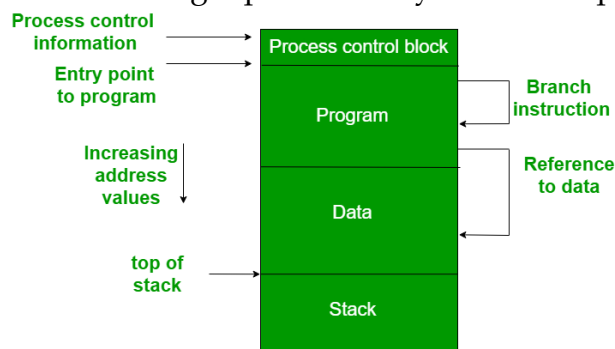 Process control
information
Process control block
Entry point
to program
Program
Branch
instruction
Increasing
address
values
Reference
to data
Data
top of
stack
Stack